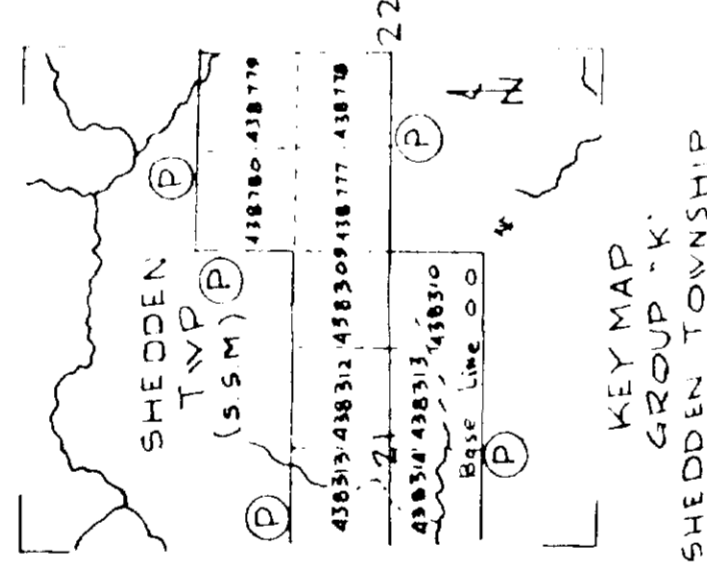 SHEDDEN
TWP
(S.S.M)
P
P
P
P
P
438780 438779
438313 438312 438309 438777 438778
21
22
438314 438313 438310
Base Line 00
N
KEY MAP
GROUP "K"
SHEDDEN TOWNSHIP